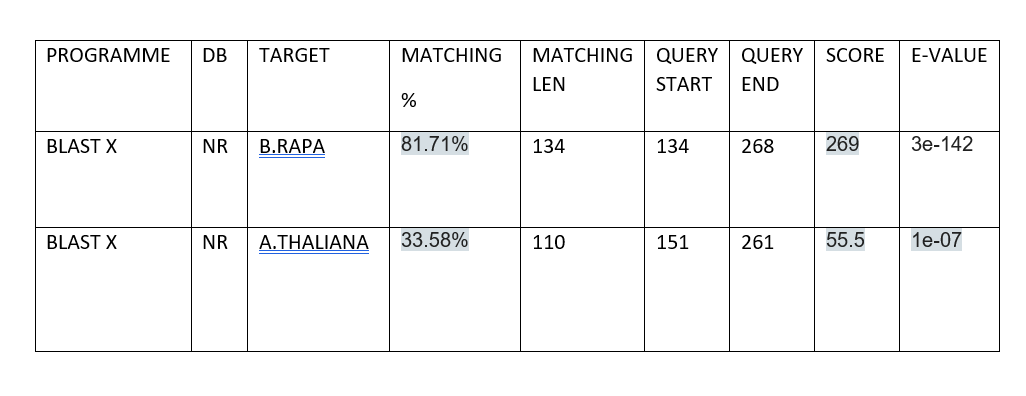 PROGRAMME DB TARGET MATCHING % MATCHING LEN QUERY START QUERY END SCORE E-VALUE
BLAST X NR B.RAPA 81.71% 134 134 268 269 3e-142
BLAST X NR A.THALIANA 33.58% 110 151 261 55.5 1e-07